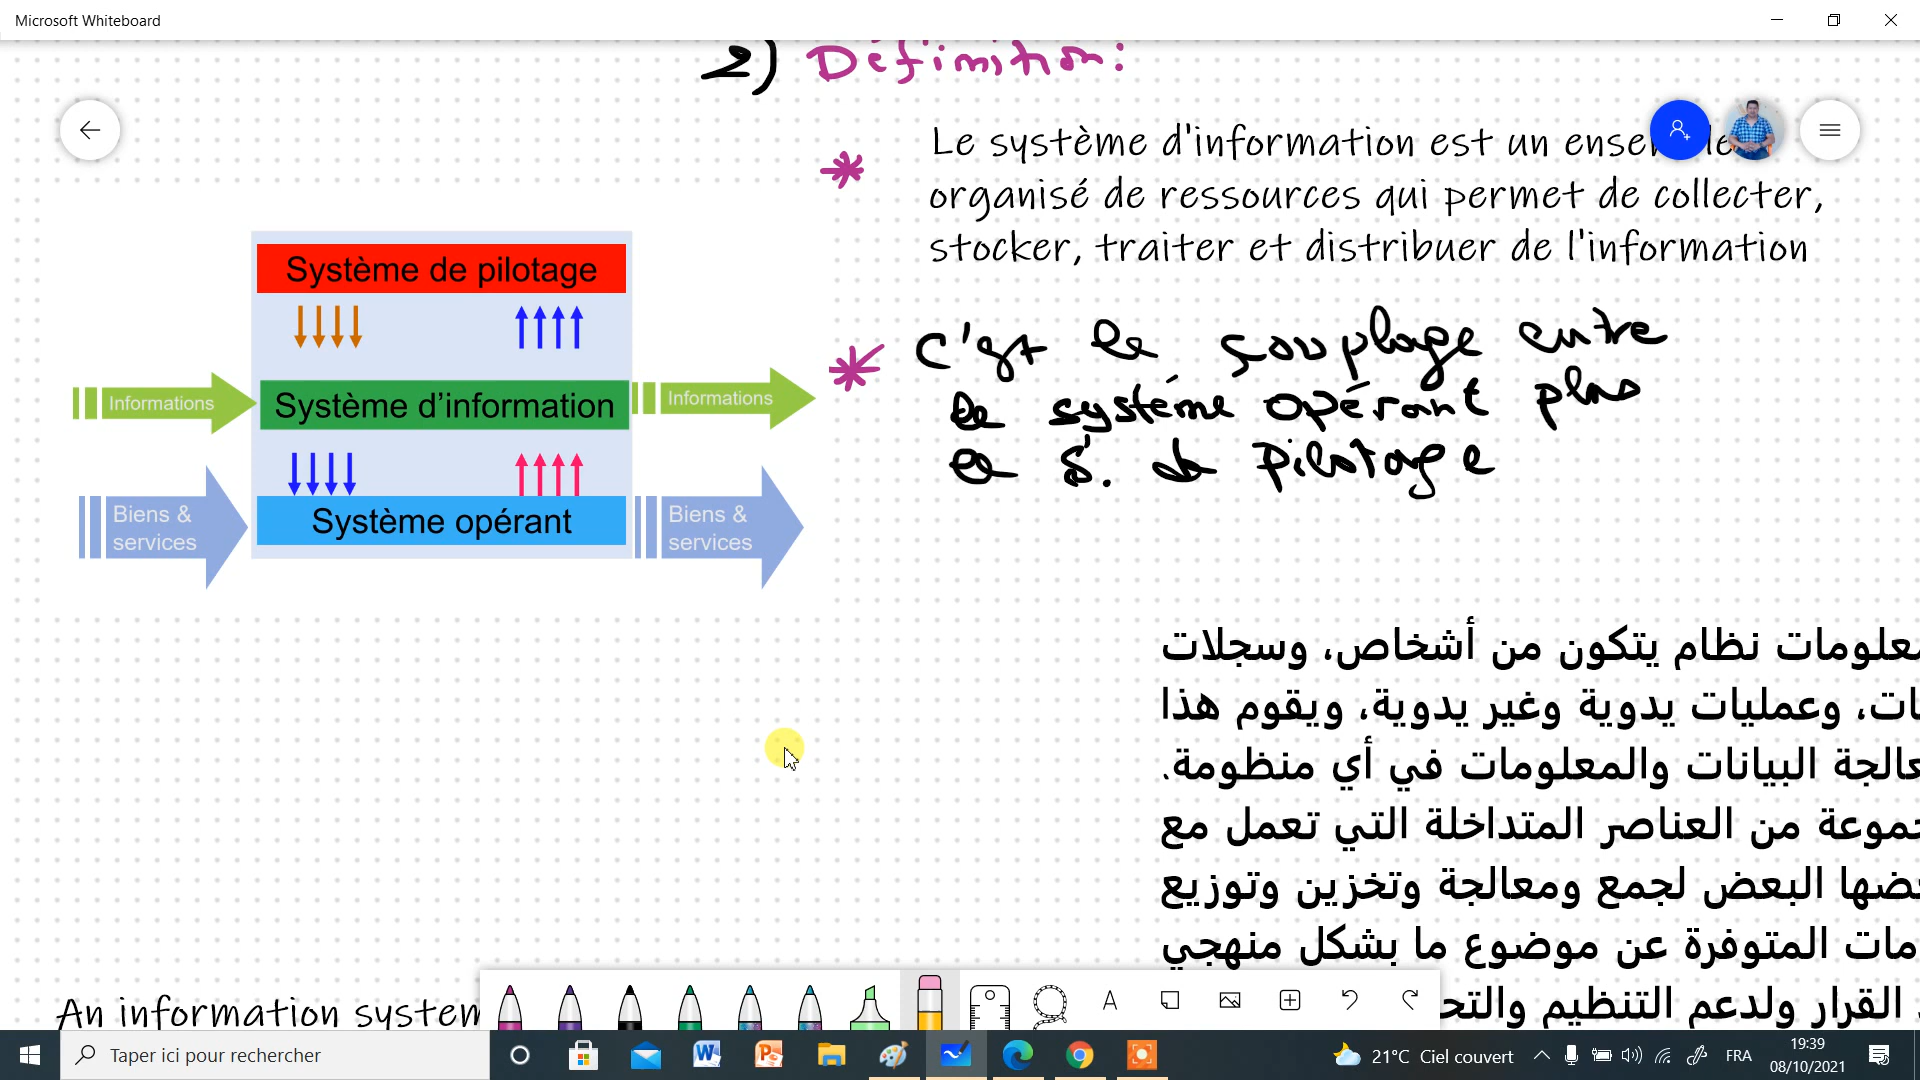 Microsoft Whiteboard
2) Définition:
Le système d'information est un
organisé de ressources qui permet de collecter,
stocker, traiter et distribuer de l'information
Système de pilotage
Informations
Système d'information
Informations
Biens &
services
Système opérant
Biens &
services
C'est le couplage entre
le système opérant plus
le S. de Pilotage
معلومات نظام يتكون من أشخاص، وسجلات
ات، وعمليات يدوية وغير يدوية، ويقوم هذا
عالجة البيانات والمعلومات في أي منظومة.
جموعة من العناصر المتداخلة التي تعمل مع
عضها البعض لجمع ومعالجة وتخزين وتوزيع
مات المتوفرة عن موضوع ما بشكل منهجي
القرار ولدعم التنظيم والتح
An information system
Taper ici pour rechercher
21°C Ciel couvert
FRA
19:39
08/10/2021